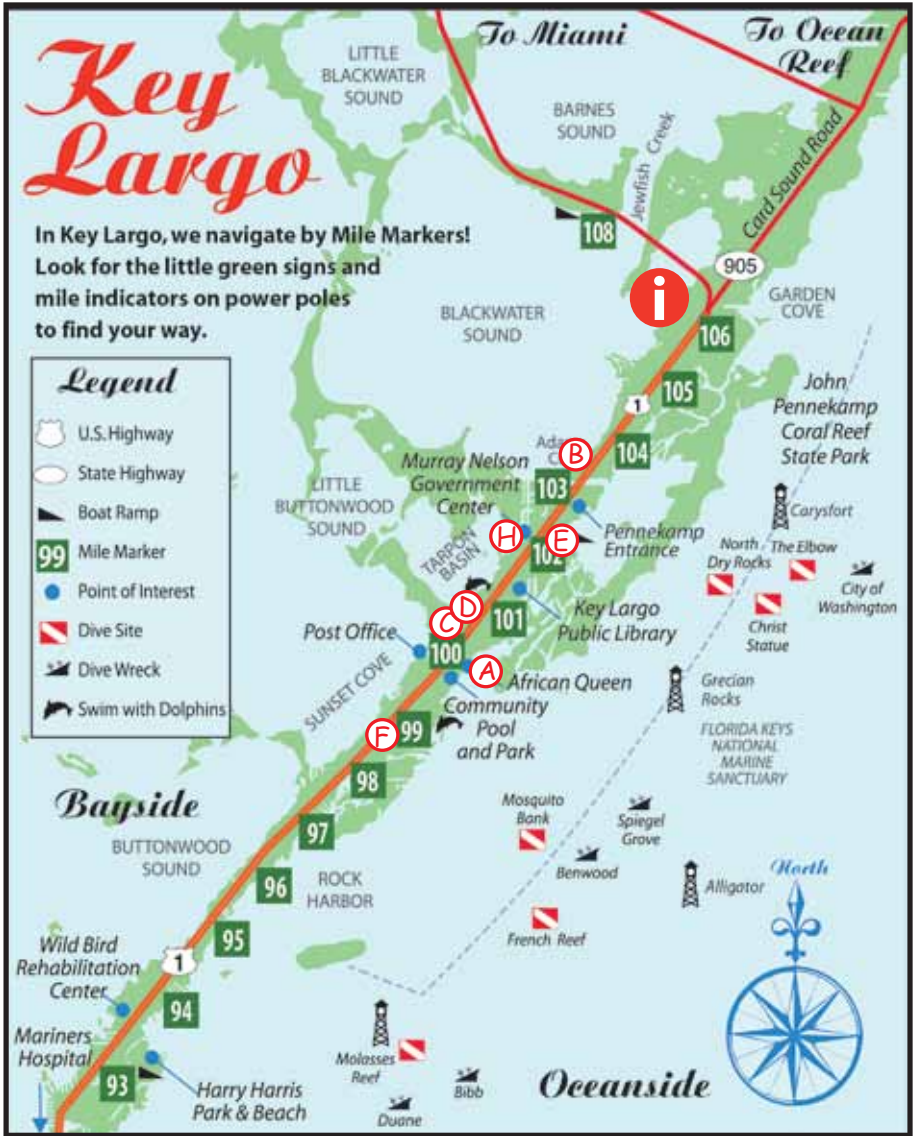 Key
Largo
In Key Largo, we navigate by Mile Markers!
Look for the little green signs and
mile indicators on power poles
to find your way.
Legend
U.S. Highway
State Highway
Boat Ramp
99 Mile Marker
Point of Interest
Dive Site
Dive Wreck
Swim with Dolphins
To Miami
To Ocean
Reef
LITTLE
BLACKWATER
SOUND
BARNES
SOUND
Jewfish Creek
Card Sound Road
108
905
i
GARDEN
COVE
BLACKWATER
SOUND
106
105
1
104
John
Pennekamp
Coral Reef
State Park
B
103
Murray Nelson
Government
Center
LITTLE
BUTTONWOOD
SOUND
H
E
102
Pennekamp
Entrance
Carysfort
North
Dry Rocks
The Elbow
City of
Washington
Christ
Statue
TARPON
BASIN
D
C
101
Key Largo
Public Library
Post Office
100
A
African Queen
Grecian
Rocks
SUNSET COVE
Community
Pool
and Park
F
99
FLORIDA KEYS
NATIONAL
MARINE
SANCTUARY
98
Bayside
97
BUTTONWOOD
SOUND
Mosquito
Bank
Spiegel
Grove
Benwood
96
ROCK
HARBOR
Alligator
North
French Reef
95
Wild Bird
Rehabilitation
Center
1
94
Mariners
Hospital
93
Harry Harris
Park & Beach
Molasses
Reef
Bibb
Duane
Oceanside